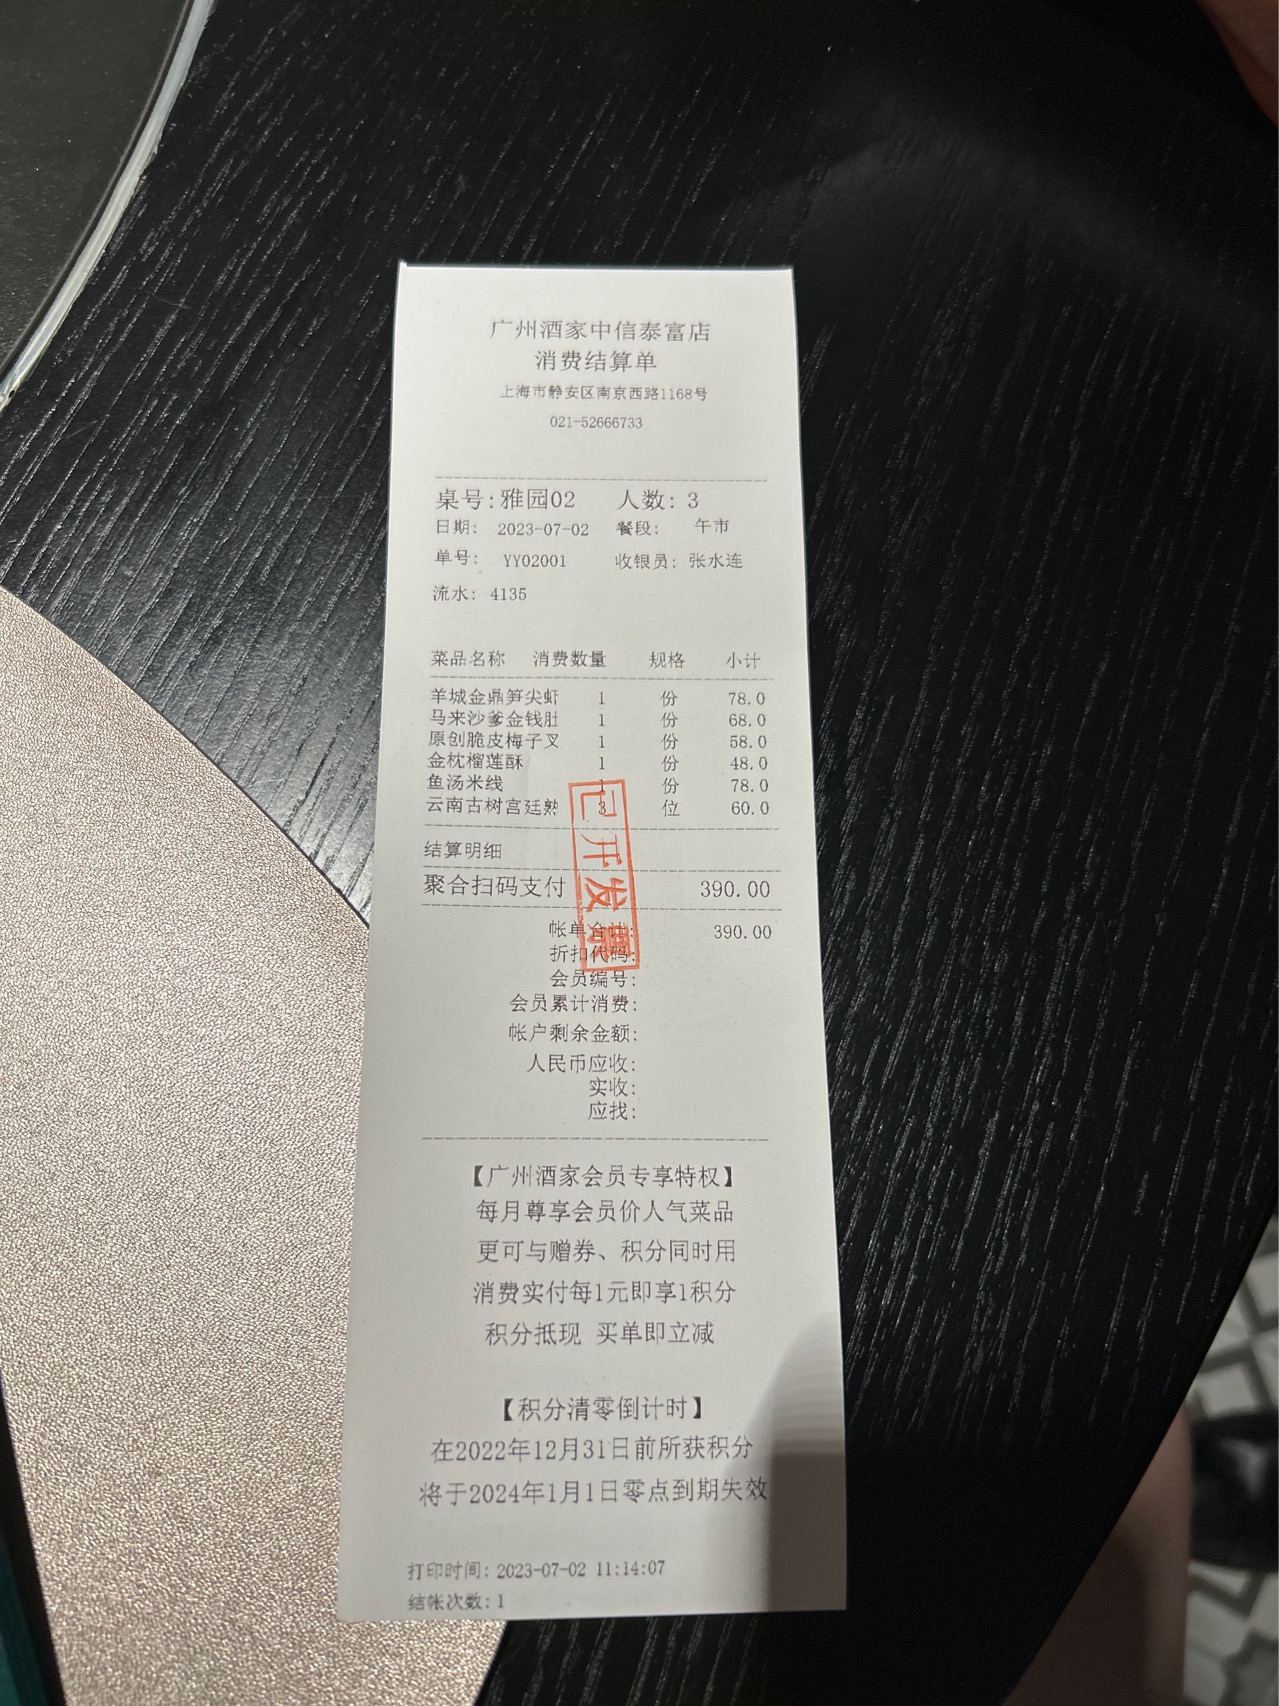 广州酒家中信泰富店
消费结算单
上海市静安区南京西路1168号
021-52666733
桌号:雅园02 人数: 3
日期: 2023-07-02 餐段: 午市
单号: YY02001 收银员: 张水连
流水: 4135
菜品名称 消费数量 规格 小计
羊城金鼎笋尖虾 1 份 78.0
马来沙爹金钱肚 1 份 68.0
原创脆皮梅子叉 1 份 58.0
金枕榴莲酥 1 份 48.0
鱼汤米线 1 份 78.0
云南古树宫廷熟 3 位 60.0
已开发票
结算明细
聚合扫码支付 390.00
帐单合计: 390.00
折扣代码:
会员编号:
会员累计消费:
帐户剩余金额:
人民币应收:
实收:
应找:
【广州酒家会员专享特权】
每月尊享会员价人气菜品
更可与赠券、积分同时用
消费实付每1元即享1积分
积分抵现 买单即立减
【积分清零倒计时】
在2022年12月31日前所获积分
将于2024年1月1日零点到期失效
打印时间: 2023-07-02 11:14:07
结帐次数: 1